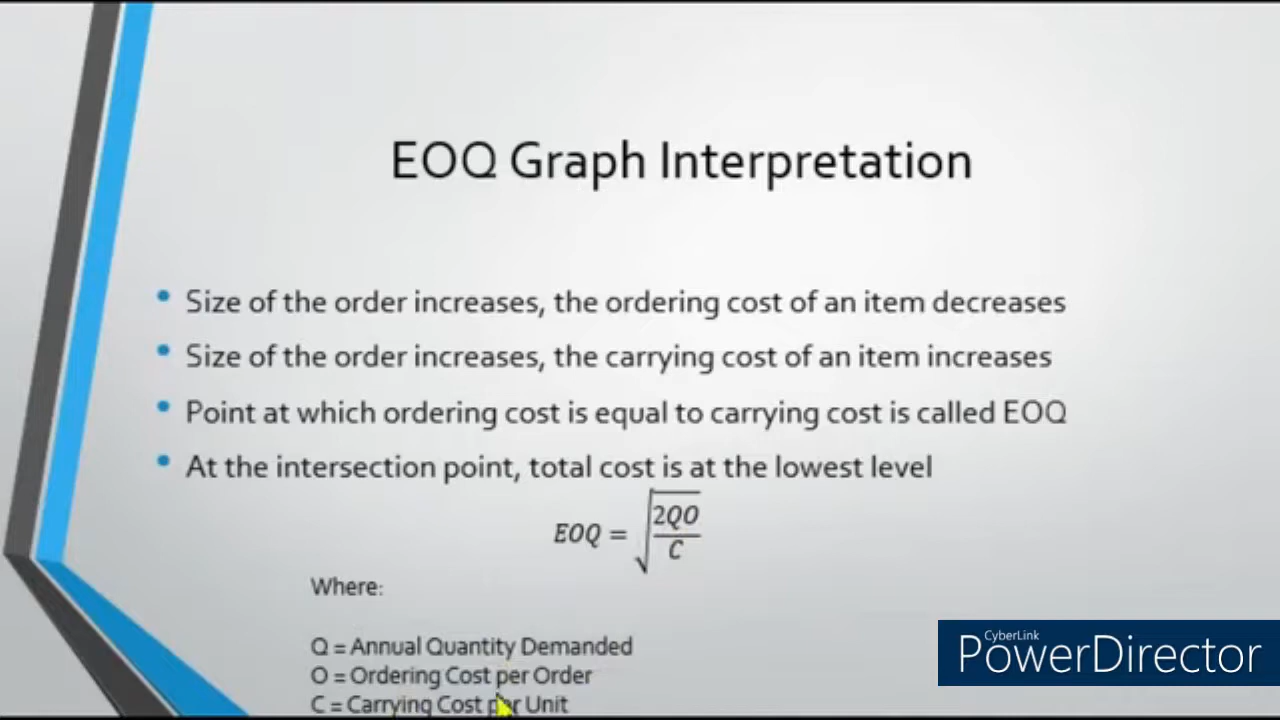 EOQ Graph Interpretation
• Size of the order increases, the ordering cost of an item decreases
• Size of the order increases, the carrying cost of an item increases
• Point at which ordering cost is equal to carrying cost is called EOQ
• At the intersection point, total cost is at the lowest level
EOQ = √(2QO/C)
Where:
Q = Annual Quantity Demanded
O = Ordering Cost per Order
C = Carrying Cost per Unit
CyberLink
PowerDirector